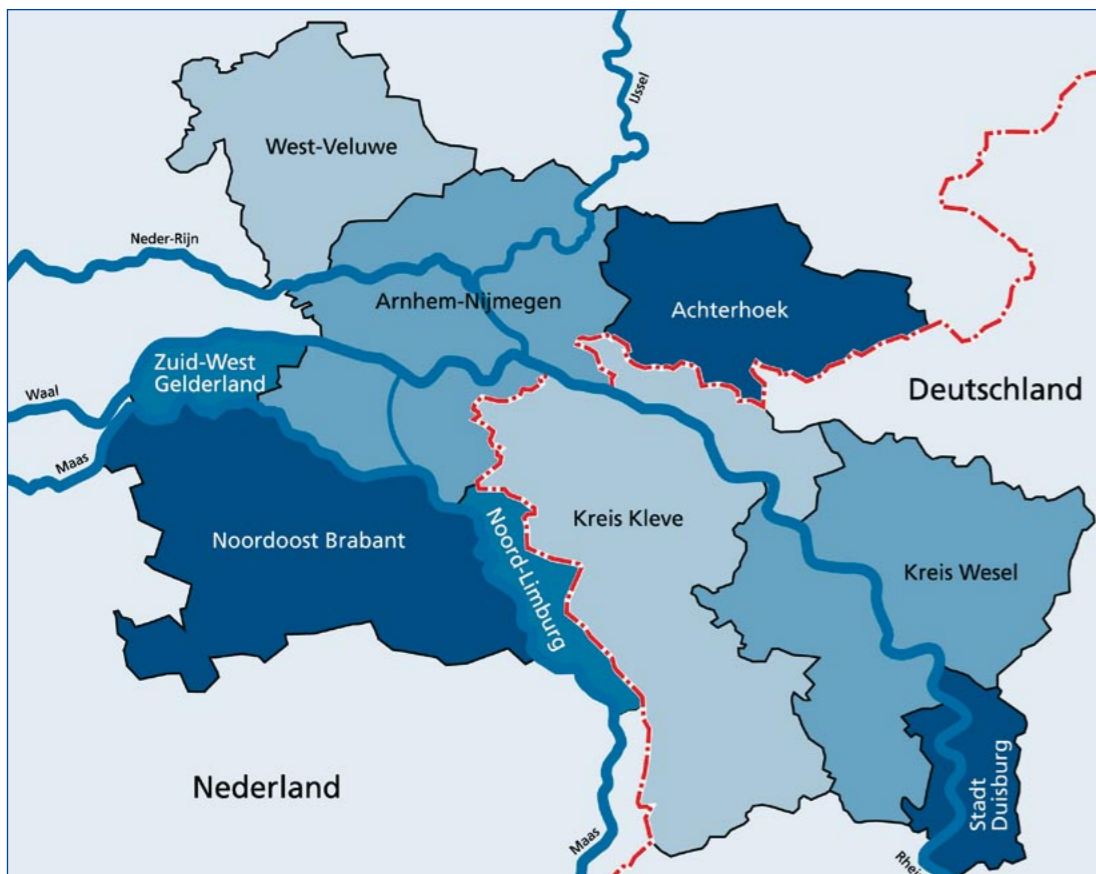 IJssel
West-Veluwe
Neder-Rijn
Arnhem-Nijmegen
Achterhoek
Zuid-West
Gelderland
Waal
Deutschland
Maas
Noordoost Brabant
Noord-Limburg
Kreis Kleve
Kreis Wesel
Nederland
Stadt
Duisburg
Maas